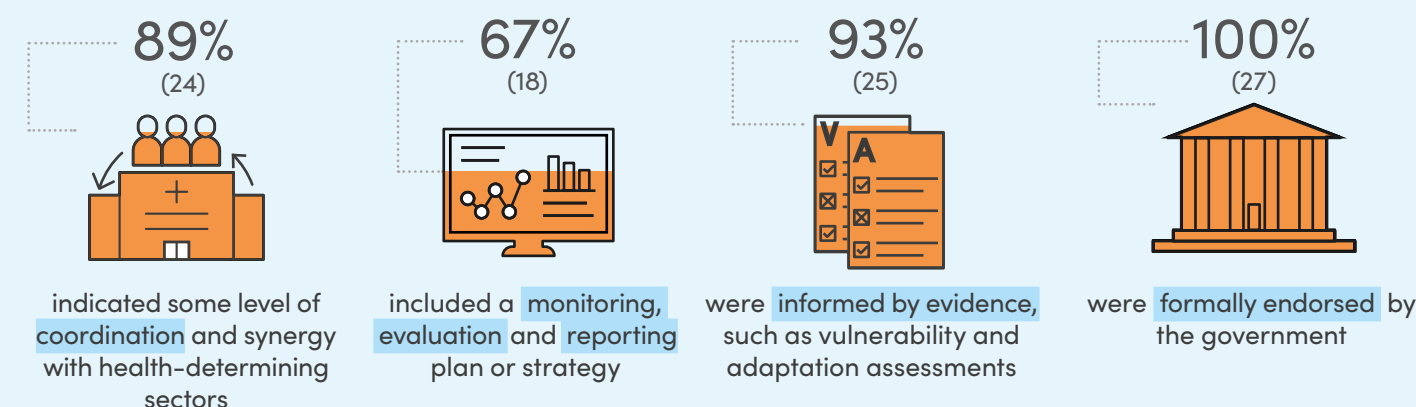 89%
(24)
indicated some level of
coordination and synergy
with health-determining
sectors
67%
(18)
included a monitoring,
evaluation and reporting
plan or strategy
93%
(25)
V
A
were informed by evidence,
such as vulnerability and
adaptation assessments
100%
(27)
were formally endorsed by
the government